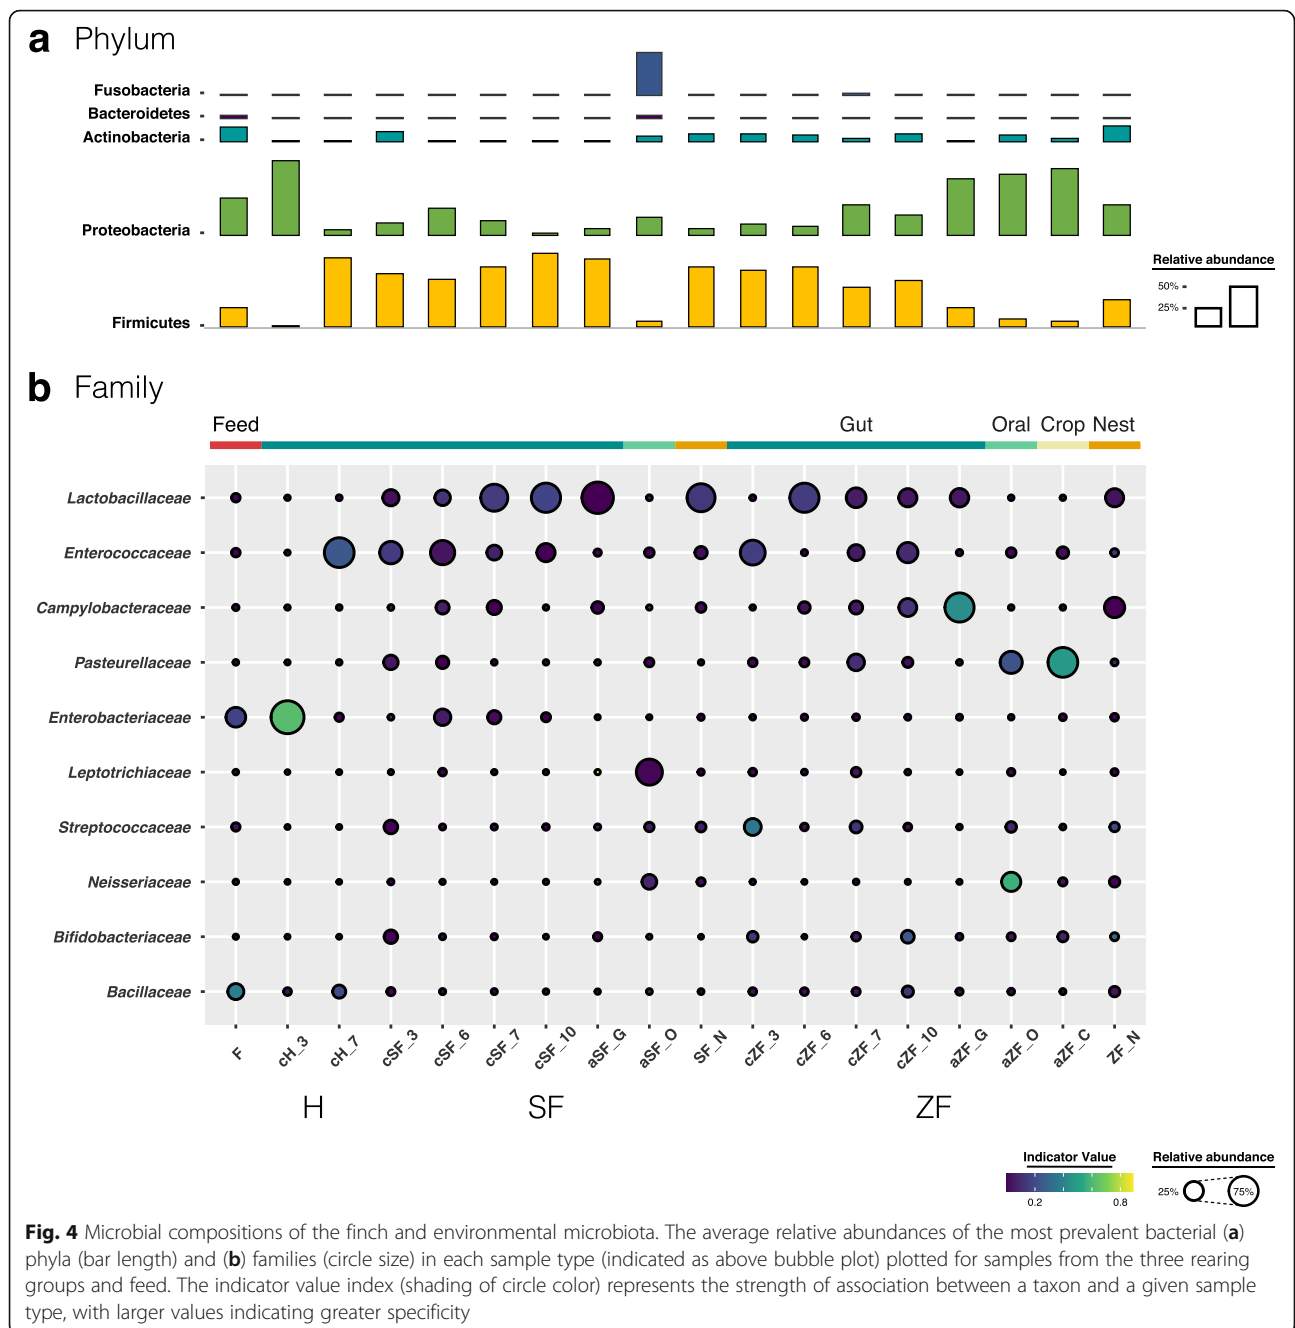 a Phylum
Fusobacteria
Bacteroidetes
Actinobacteria
Proteobacteria
Firmicutes
Relative abundance
50%
25%
b Family
Feed Gut Oral Crop Nest
Lactobacillaceae
Enterococcaceae
Campylobacteraceae
Pasteurellaceae
Enterobacteriaceae
Leptotrichiaceae
Streptococcaceae
Neisseriaceae
Bifidobacteriaceae
Bacillaceae
F cH_3 cH_7 cSF_3 cSF_6 cSF_7 cSF_10 aSF_G aSF_O SF_N cZF_3 cZF_6 cZF_7 cZF_10 aZF_G aZF_O aZF_C ZF_N
H SF ZF
Indicator Value Relative abundance
25% 75%
0.2 0.8
Fig. 4 Microbial compositions of the finch and environmental microbiota. The average relative abundances of the most prevalent bacterial (a)
phyla (bar length) and (b) families (circle size) in each sample type (indicated as above bubble plot) plotted for samples from the three rearing
groups and feed. The indicator value index (shading of circle color) represents the strength of association between a taxon and a given sample
type, with larger values indicating greater specificity